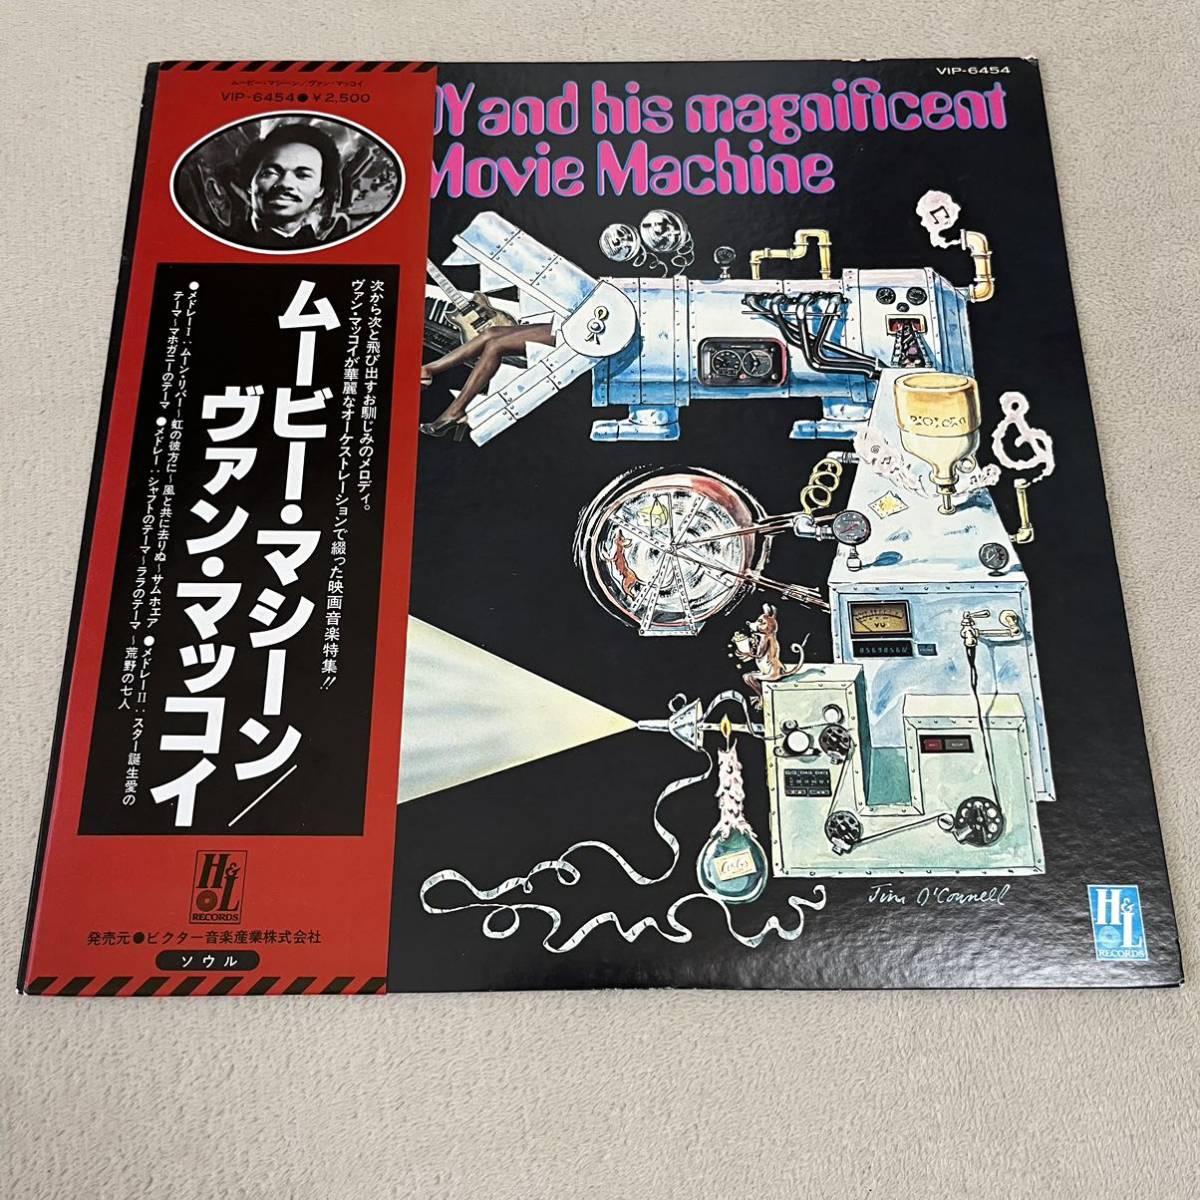 ムービー・マシーン/ヴァン・マッコイ
VIP-6454●￥2,500
次から次と飛び出すお馴じみのメロディ。
ヴァン・マッコイが華麗なオーケストレーションで綴った映画音楽特集!!
ムービー・マシーン/
ヴァン・マッコイ
●メドレーI:ムーン・リバー〜虹の彼方に〜風と共に去りぬ〜サムホエア ●メドレーII:スター誕生愛の
テーマ〜マホガニーのテーマ ●メドレー:シャフトのテーマ〜ララのテーマ 〜荒野の七人
H&L
RECORDS
発売元●ビクター音楽産業株式会社
ソウル
VIP-6454
OY and his magnificent
Movie Machine
VU
Jim O'Connell
H&L
RECORDS